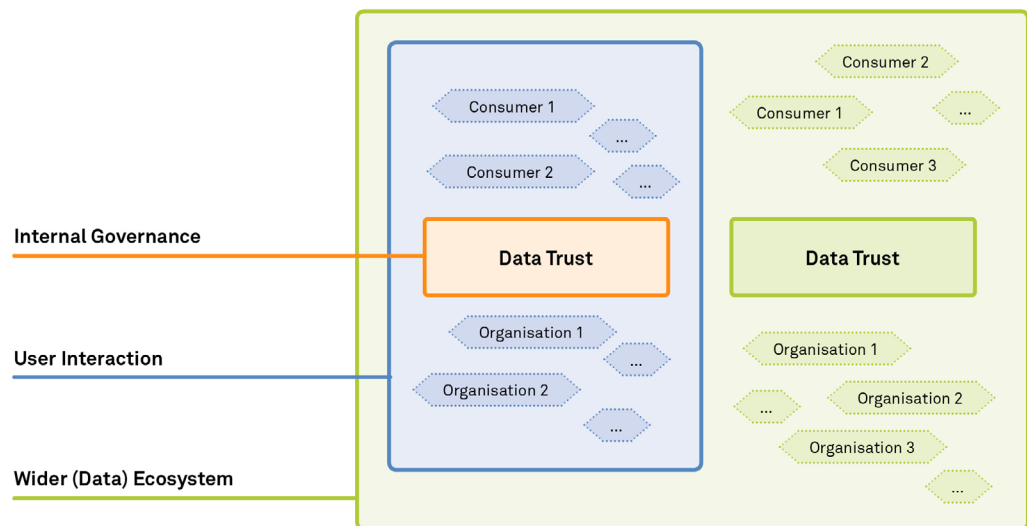 Consumer 2
Consumer 1
Consumer 1
...
...
Consumer 2
Consumer 3
...
Internal Governance
Data Trust
Data Trust
Organisation 1
Organisation 1
User Interaction
...
Organisation 2
Organisation 2
...
...
Organisation 3
Wider (Data) Ecosystem
...